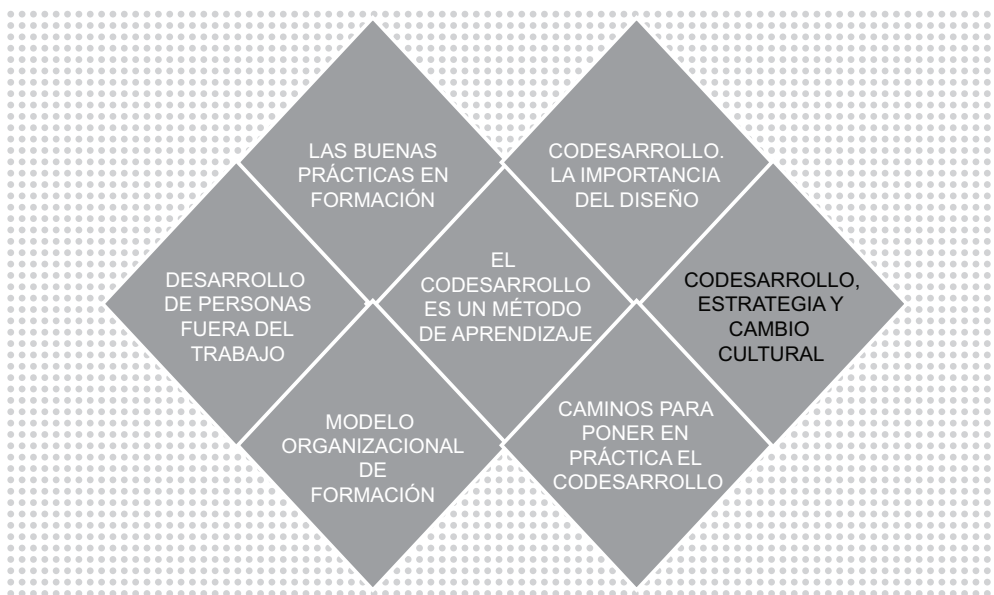 LAS BUENAS
PRÁCTICAS EN
FORMACIÓN
CODESARROLLO.
LA IMPORTANCIA
DEL DISEÑO
DESARROLLO
DE PERSONAS
FUERA DEL
TRABAJO
EL
CODESARROLLO
ES UN MÉTODO
DE APRENDIZAJE
CODESARROLLO,
ESTRATEGIA Y
CAMBIO
CULTURAL
MODELO
ORGANIZACIONAL
DE
FORMACIÓN
CAMINOS PARA
PONER EN
PRÁCTICA EL
CODESARROLLO